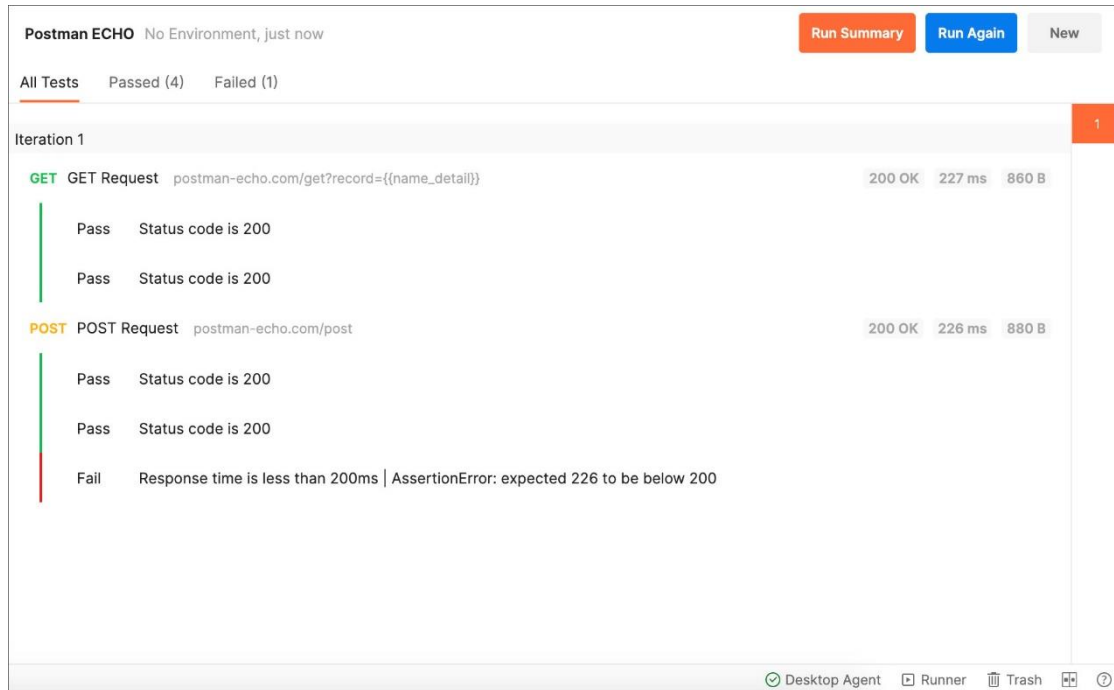 Postman ECHO No Environment, just now Run Summary Run Again New
All Tests Passed (4) Failed (1)
1
Iteration 1
GET GET Request postman-echo.com/get?record={{name_detail}} 200 OK 227 ms 860 B
Pass Status code is 200
Pass Status code is 200
POST POST Request postman-echo.com/post 200 OK 226 ms 880 B
Pass Status code is 200
Pass Status code is 200
Fail Response time is less than 200ms | AssertionError: expected 226 to be below 200
Desktop Agent Runner Trash ?